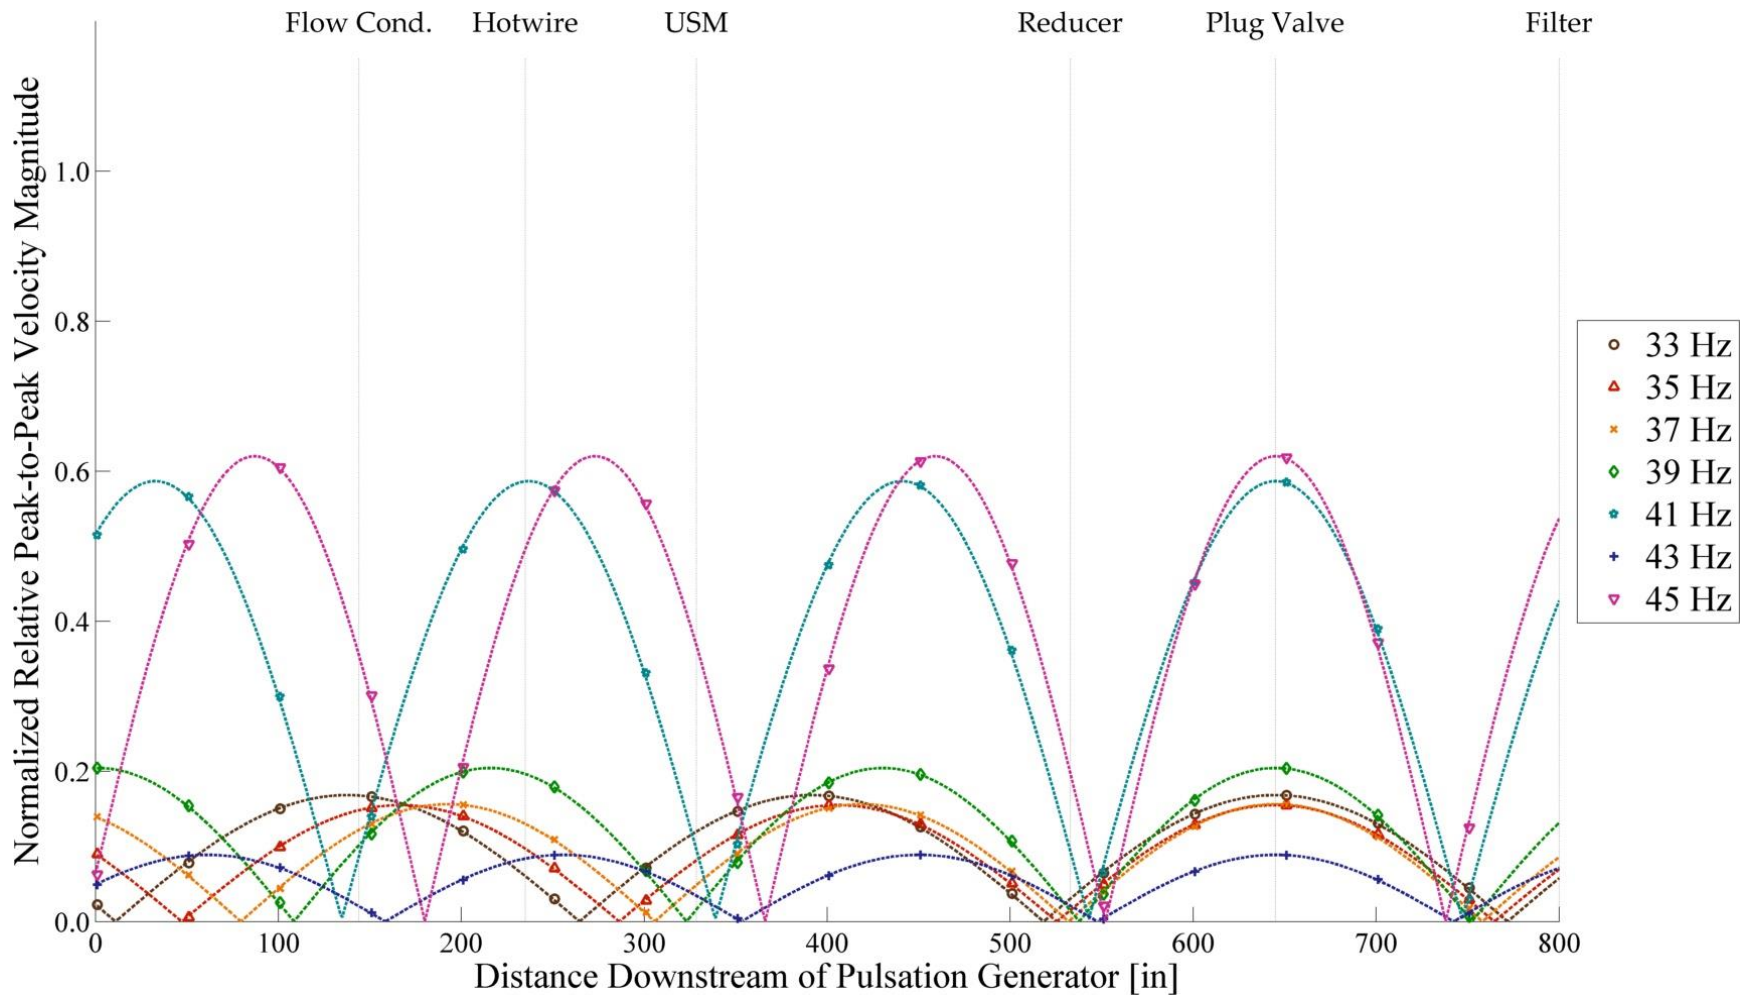 Flow Cond. Hotwire USM Reducer Plug Valve Filter
Normalized Relative Peak-to-Peak Velocity Magnitude
1.0
0.8
0.6
0.4
0.2
0.0
0 100 200 300 400 500 600 700 800
Distance Downstream of Pulsation Generator [in]
33 Hz
35 Hz
37 Hz
39 Hz
41 Hz
43 Hz
45 Hz